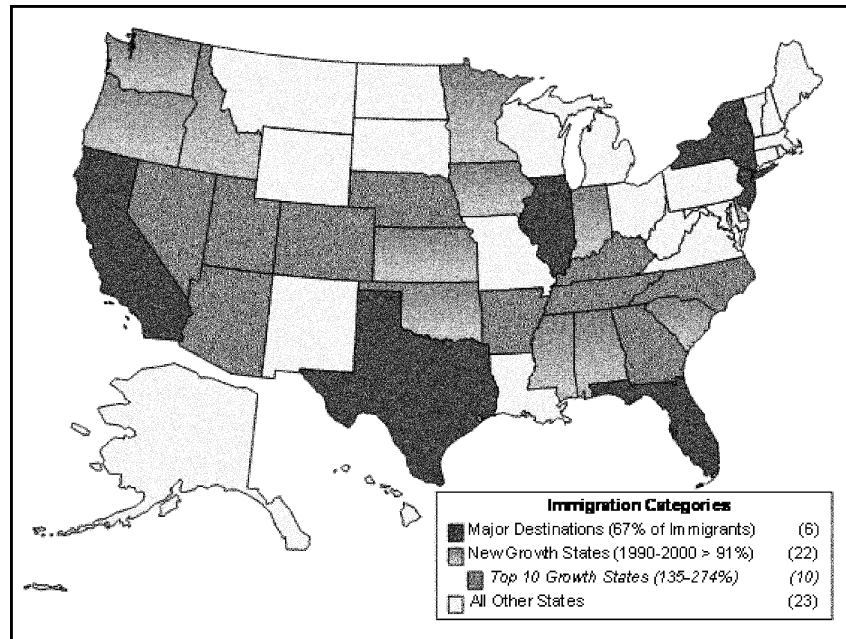 Immigration Categories
Major Destinations (67% of Immigrants) (6)
New Growth States (1990-2000 > 91%) (22)
Top 10 Growth States (135-274%) (10)
All Other States (23)